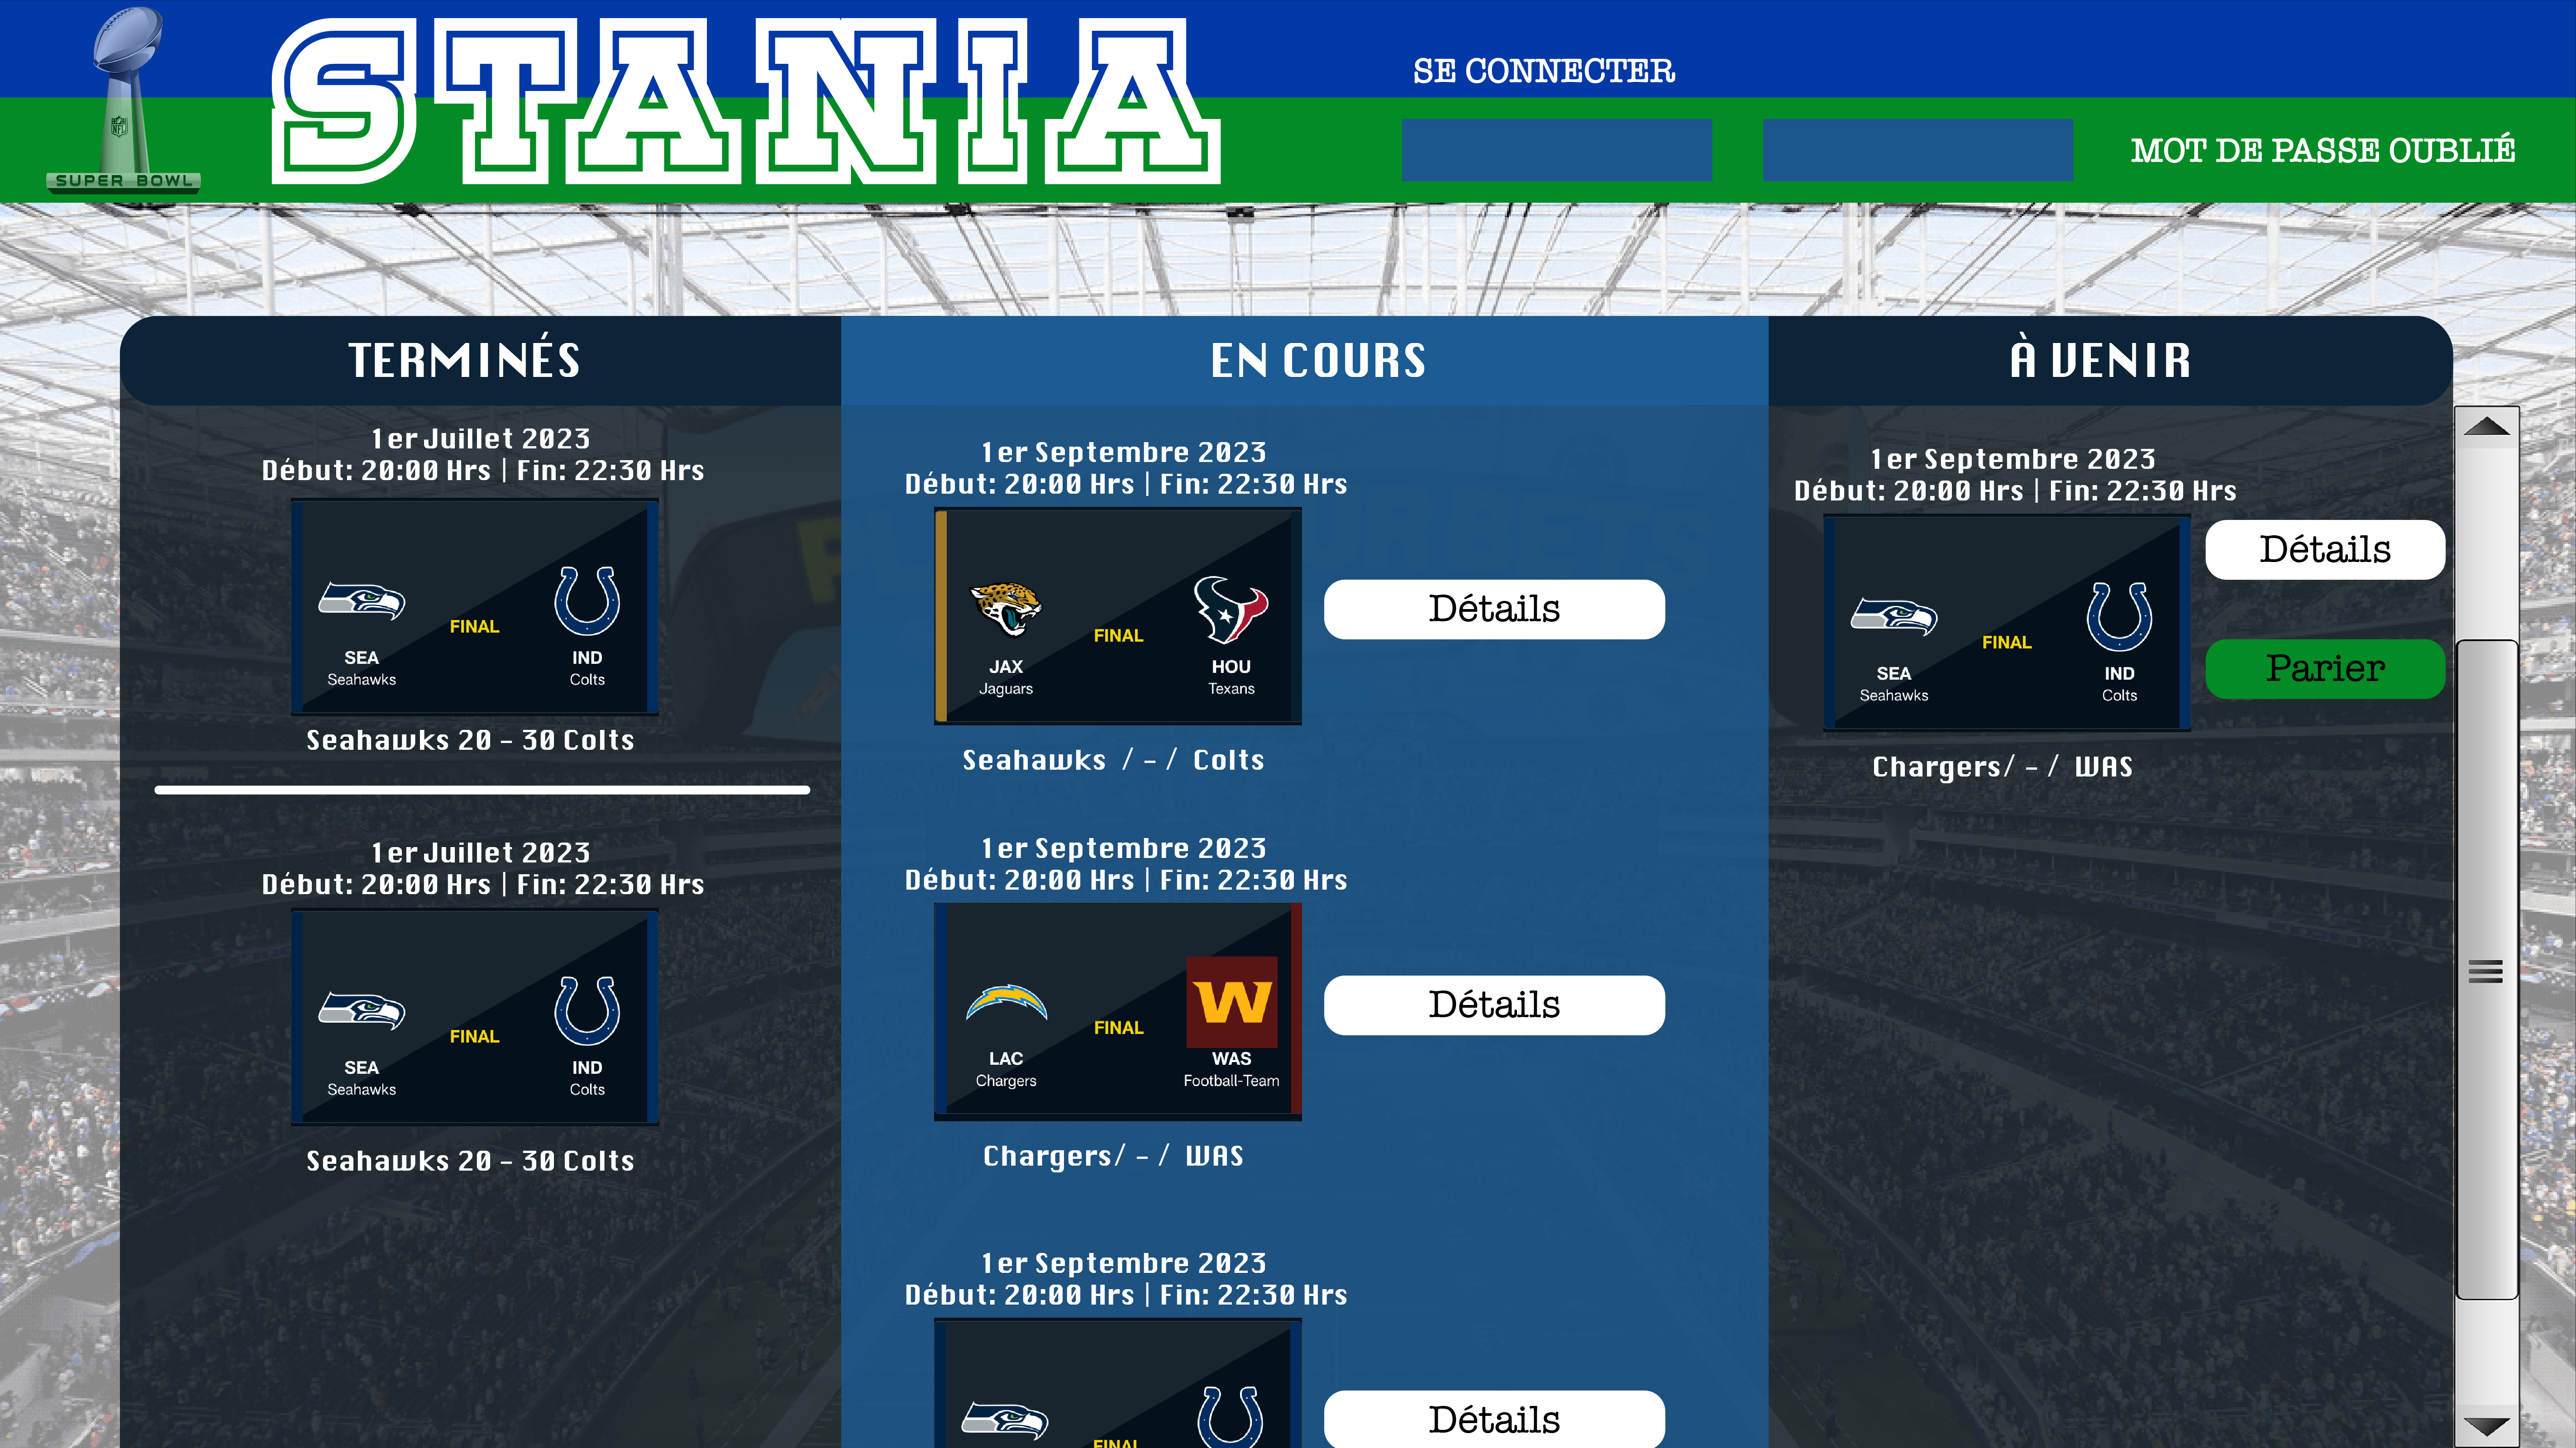 STANIA
SE CONNECTER
MOT DE PASSE OUBLIÉ
NFL
SUPER BOWL
TERMINÉS
1er Juillet 2023
Début: 20:00 Hrs | Fin: 22:30 Hrs
FINAL
SEA
Seahawks
IND
Colts
Seahawks 20 - 30 Colts
1er Juillet 2023
Début: 20:00 Hrs | Fin: 22:30 Hrs
FINAL
SEA
Seahawks
IND
Colts
Seahawks 20 - 30 Colts
EN COURS
1er Septembre 2023
Début: 20:00 Hrs | Fin: 22:30 Hrs
FINAL
JAX
Jaguars
HOU
Texans
Détails
Seahawks / - / Colts
1er Septembre 2023
Début: 20:00 Hrs | Fin: 22:30 Hrs
W
FINAL
LAC
Chargers
WAS
Football-Team
Détails
Chargers/ - / WAS
1er Septembre 2023
Début: 20:00 Hrs | Fin: 22:30 Hrs
Détails
FINAL
À VENIR
1er Septembre 2023
Début: 20:00 Hrs | Fin: 22:30 Hrs
FINAL
SEA
Seahawks
IND
Colts
Détails
Parier
Chargers/ - / WAS